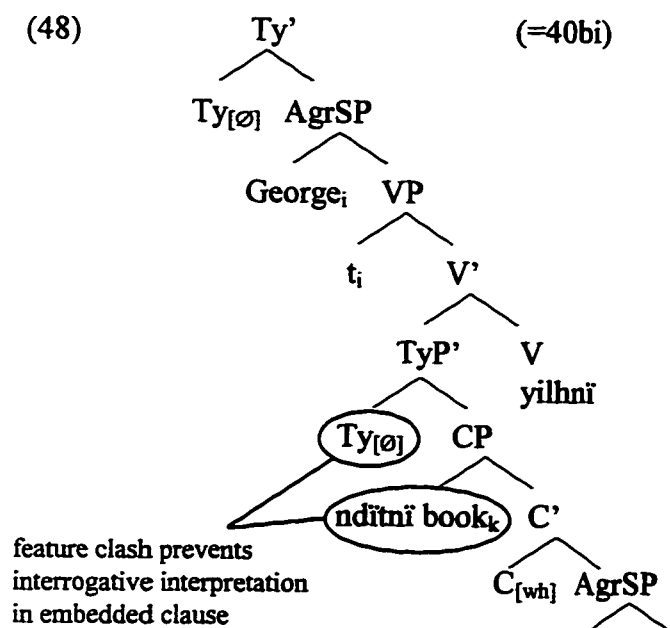 (48) Ty’ (=40bi)
Ty[Ø] AgrSP
Georgei VP
ti V’
TyP’ V
yilhnï
Ty[Ø] CP
ndïtnï bookk C’
feature clash prevents
interrogative interpretation
in embedded clause
C[wh] AgrSP